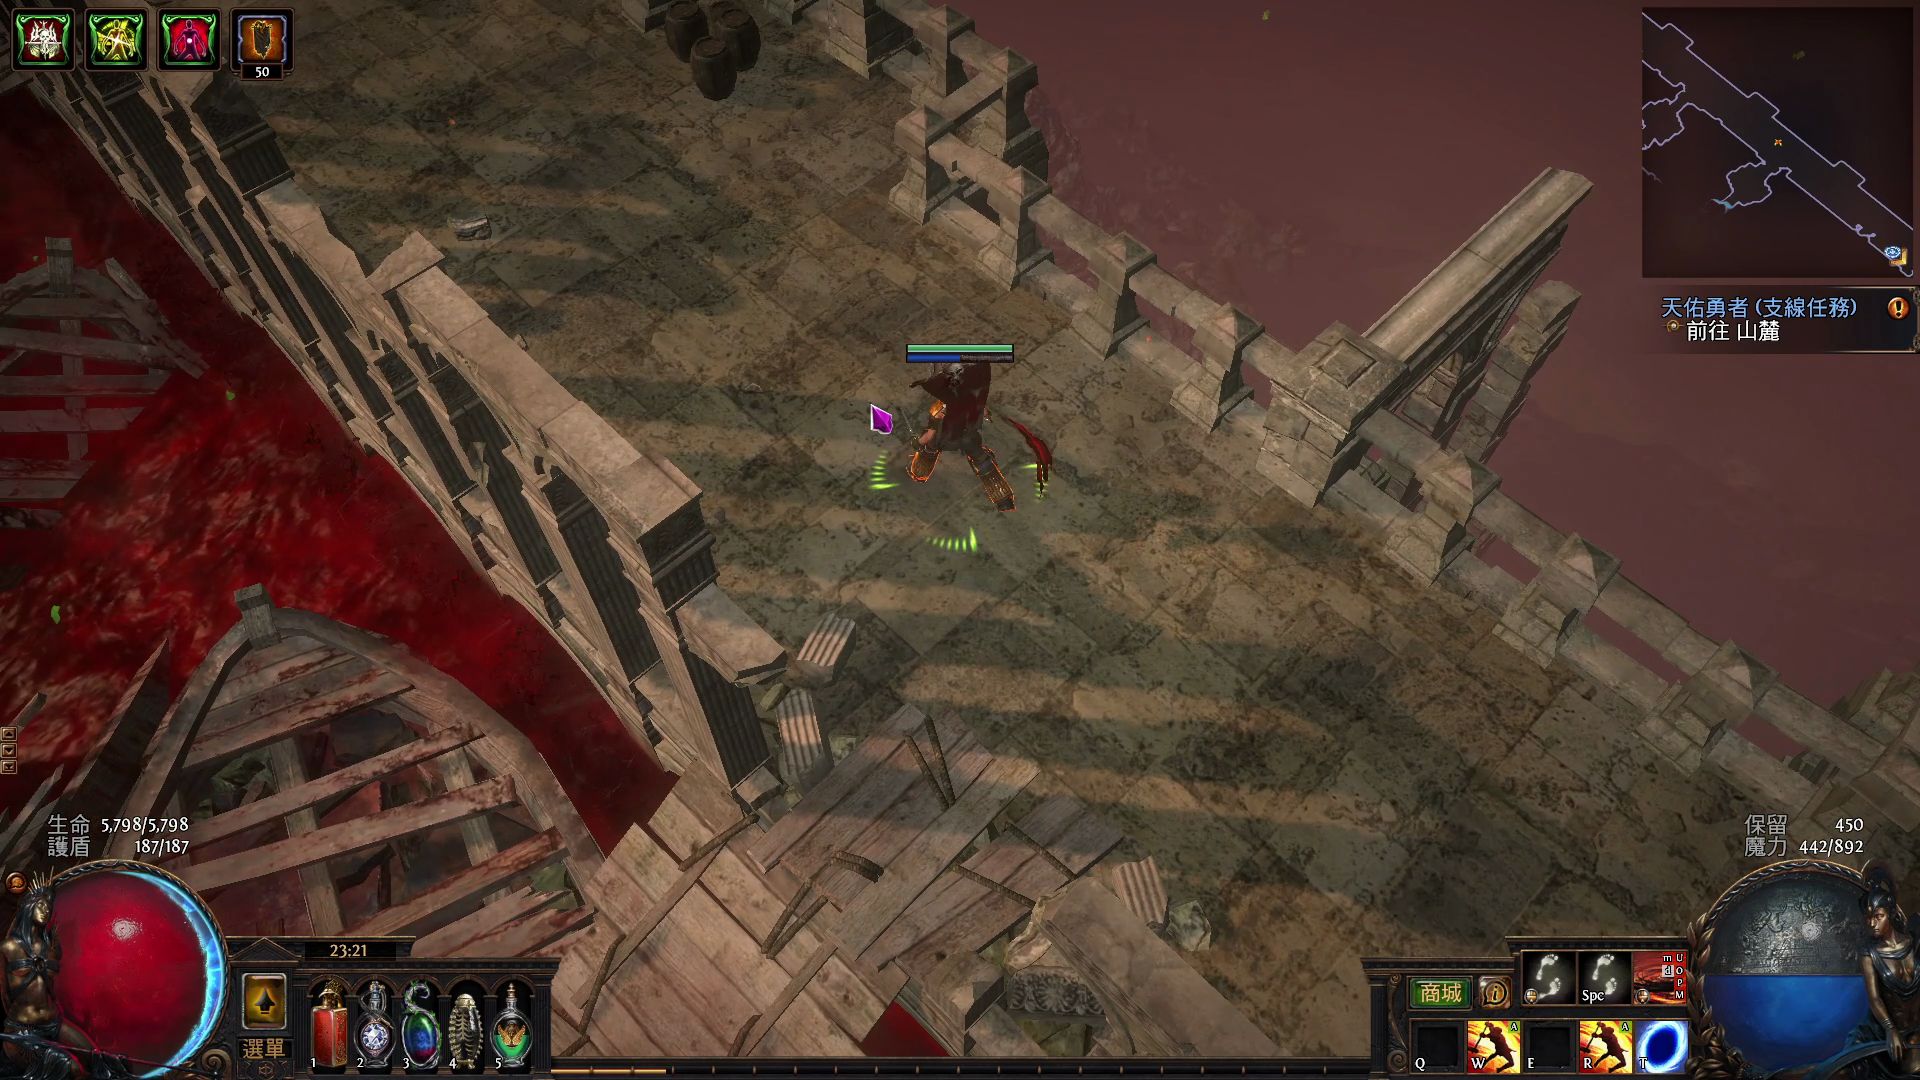 50
天佑勇者 (支線任務)
前往 山麓
生命 5,798/5,798
護盾 187/187
保留 450
魔力 442/892
23:21
選單
1
2
3
4
5
商城
Spc
m U
d O
P
M
Q
W
A
E
R
A
T